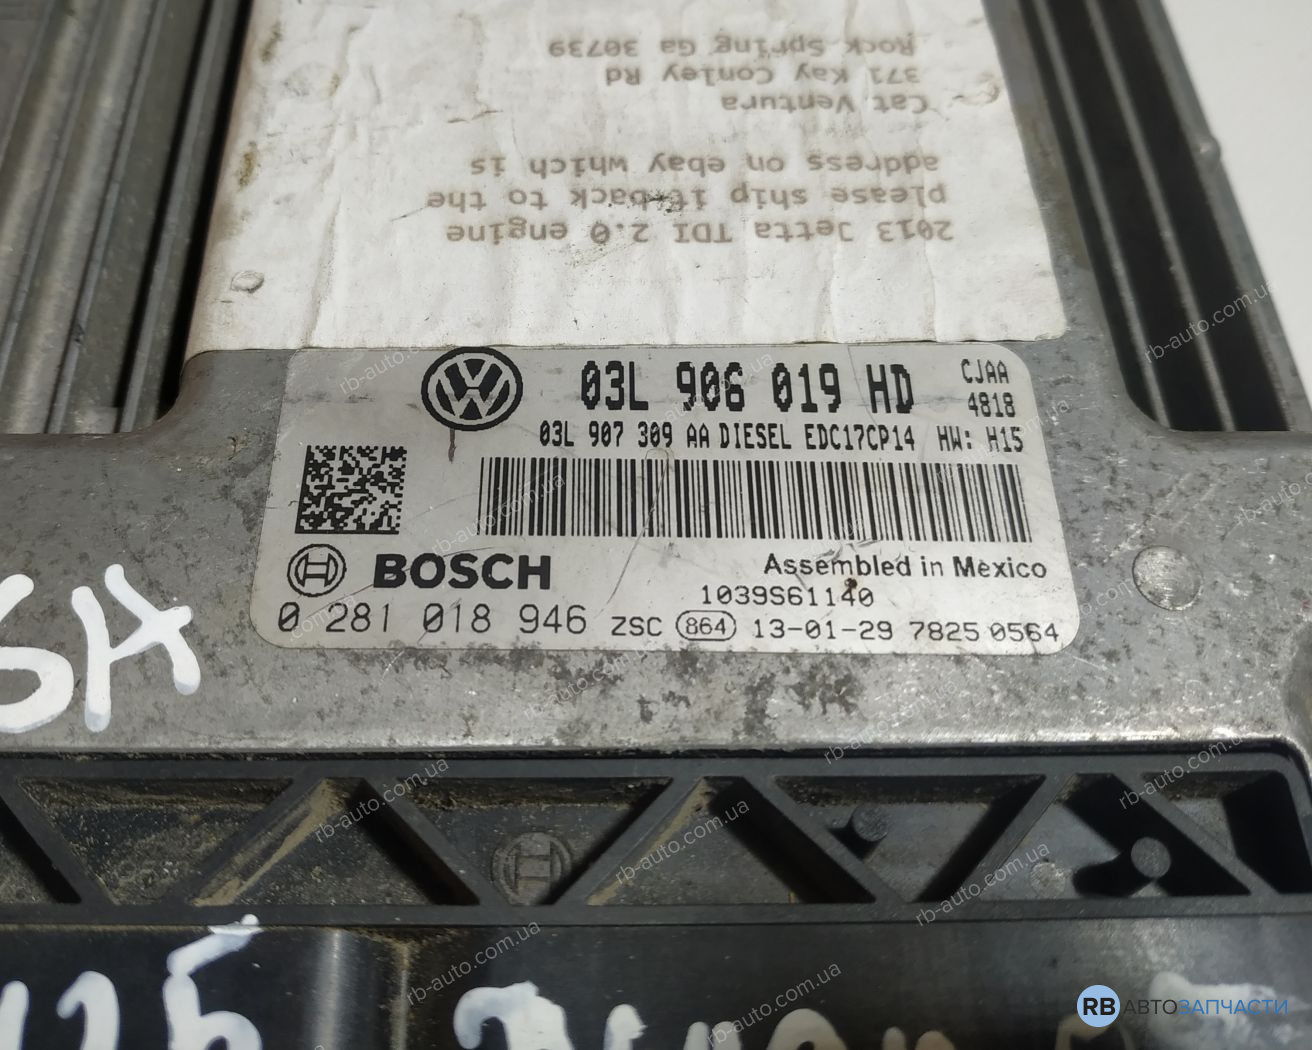 2013 Jetta TDI 2.0 engine
please ship it back to the
address on ebay which is
Cat Ventura
371 Kay Conley Rd
Rock Spring Ga 30739
03L 906 019 HD
CJAA
4818
03L 907 309 AA DIESEL EDC17CP14 HW: H15
BOSCH
Assembled in Mexico
1039S61140
0 281 018 946 ZSC 864 13-01-29 7825 0564
rb-auto.com.ua
RB АВТОЗАПЧАСТИ